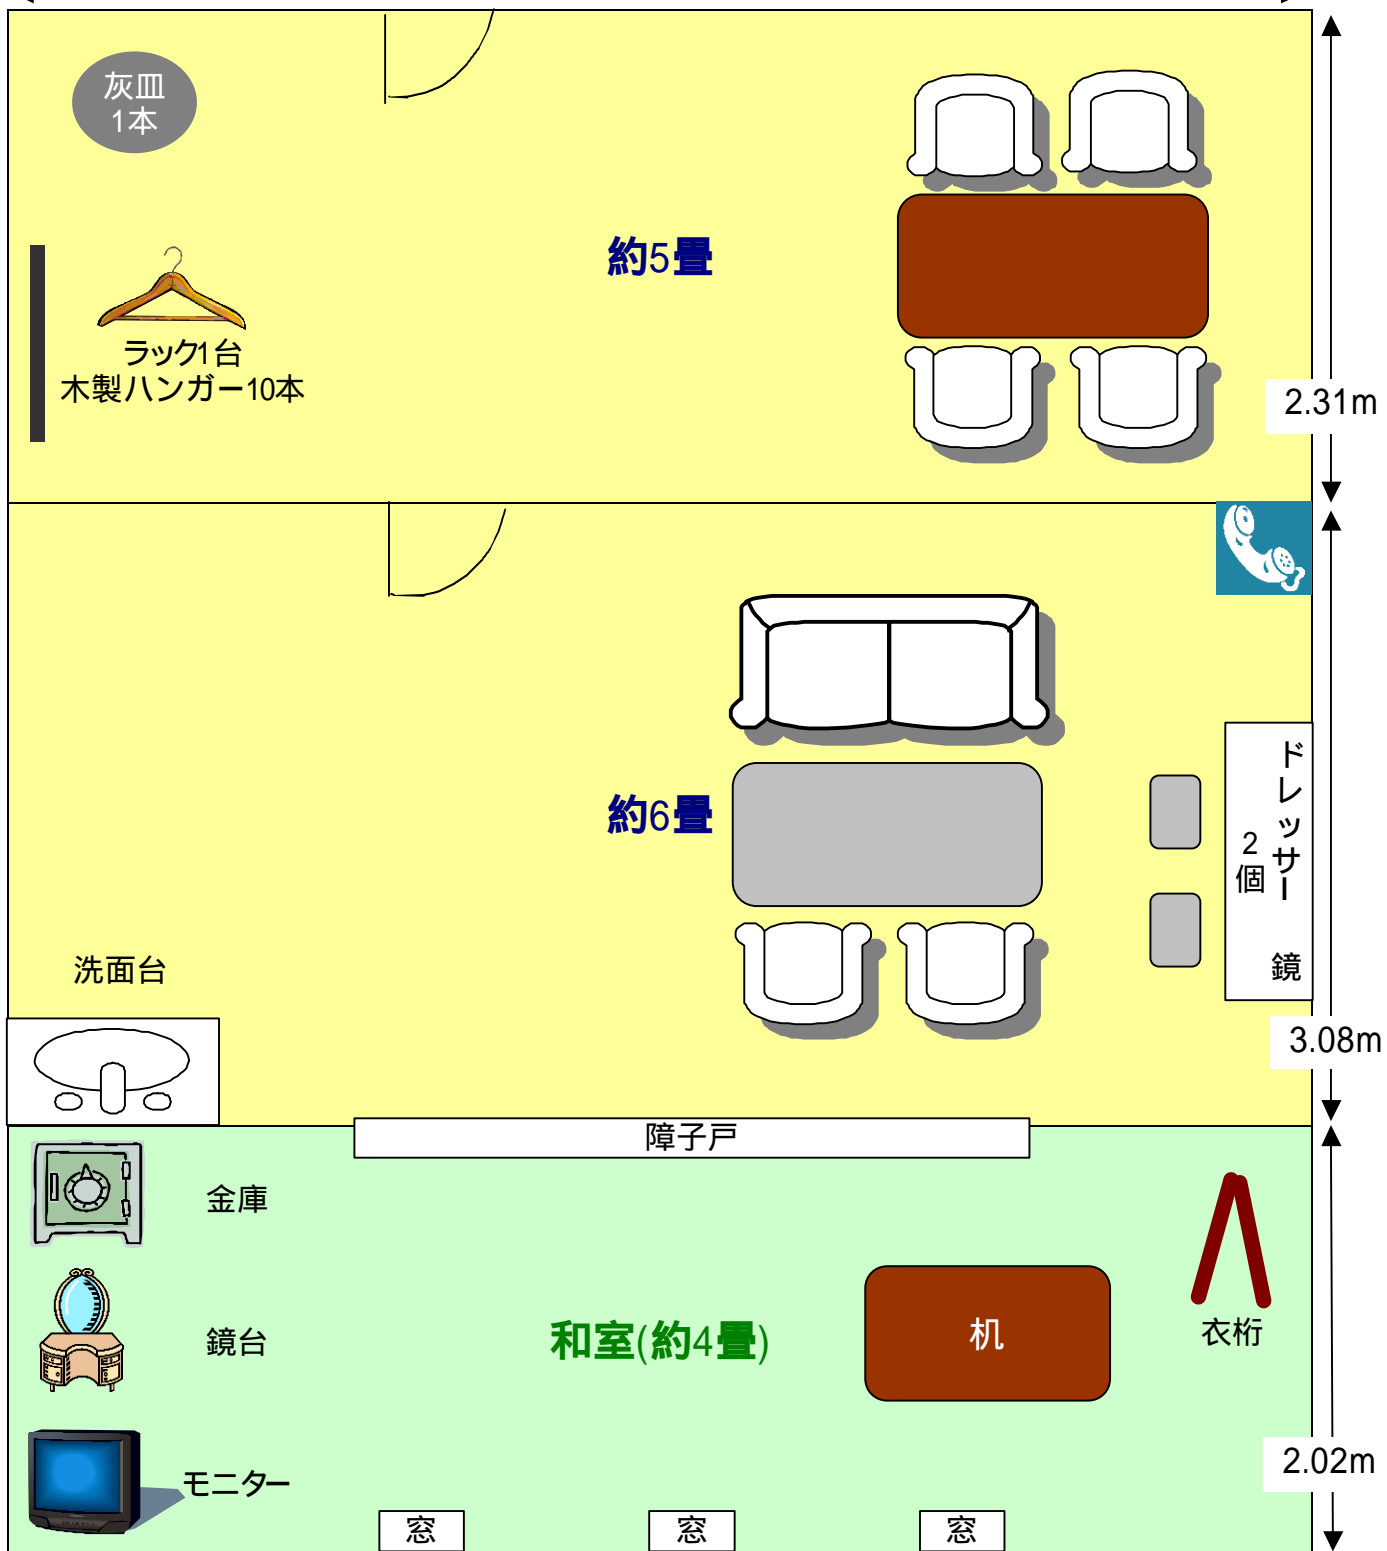 灰皿
1本
約5畳
ラック1台
木製ハンガー10本
2.31m
約6畳
ドレッサー 鏡
2個
洗面台
3.08m
障子戸
金庫
鏡台
和室(約4畳)
机
衣桁
モニター
2.02m
窓
窓
窓